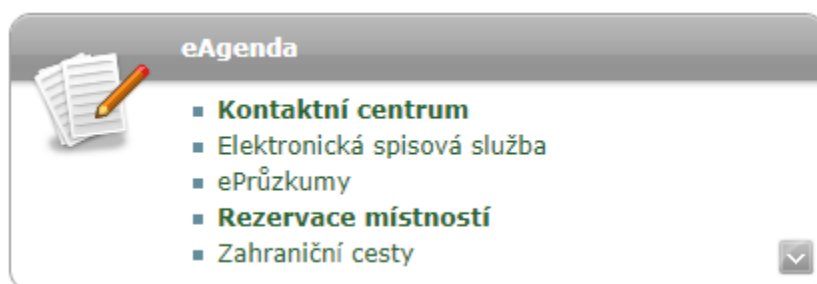 eAgenda
Kontaktní centrum
Elektronická spisová služba
ePrůzkumy
Rezervace místností
Zahraniční cesty